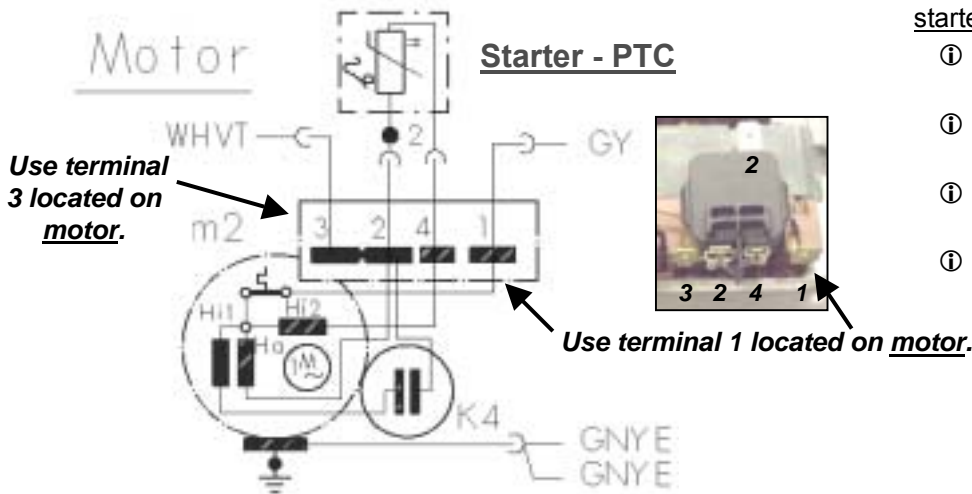 starte
Motor
Starter - PTC
2
WHVT
GY
Use terminal
3 located on
motor.
2
m2
3 2 4 1
Hi1
Hi2
Ha
M
1
3 2 4 1
Use terminal 1 located on motor.
K4
GNYE
GNYE